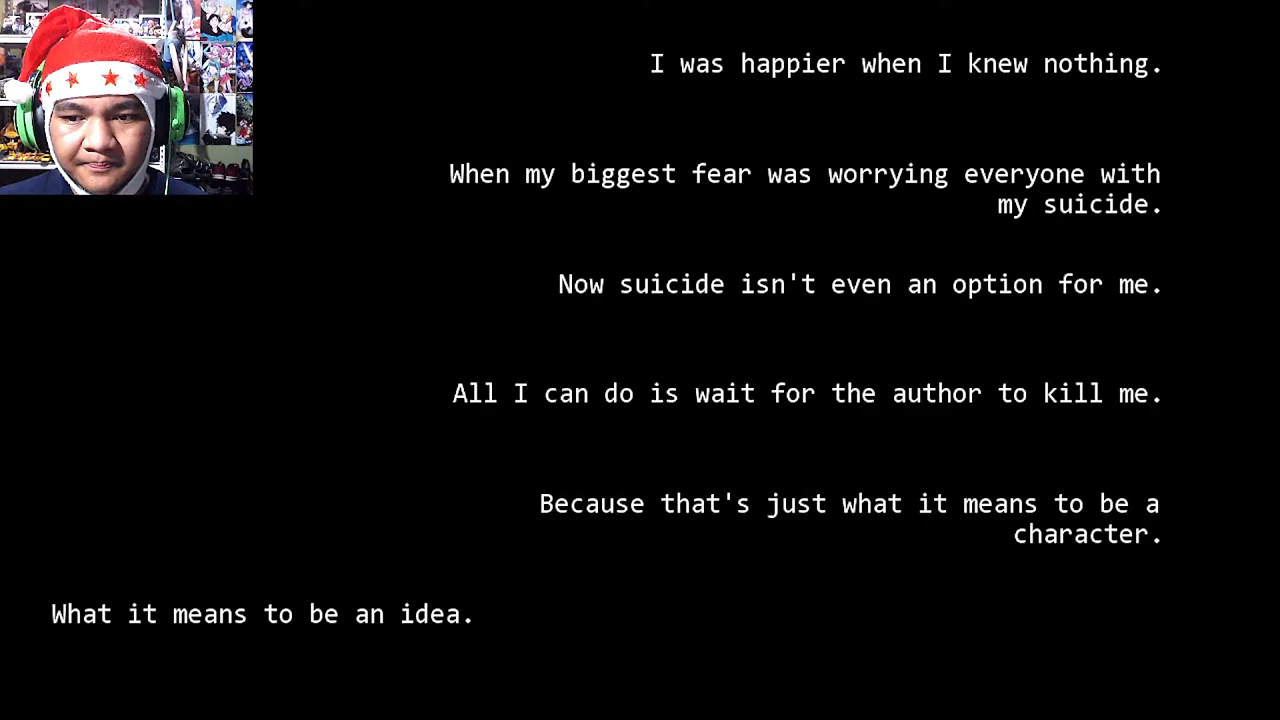 I was happier when I knew nothing.
When my biggest fear was worrying everyone with
my suicide.
Now suicide isn't even an option for me.
All I can do is wait for the author to kill me.
Because that's just what it means to be a
character.
What it means to be an idea.